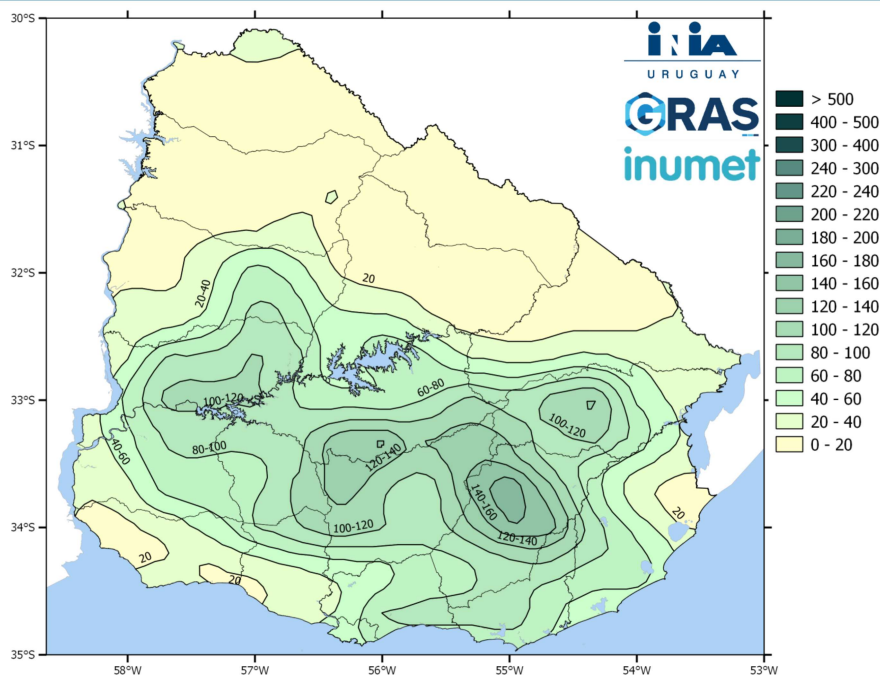 30°S
31°S
32°S
33°S
34°S
35°S
58°W
57°W
56°W
55°W
54°W
53°W
iNiA
URUGUAY
GRAS
inumet
> 500
400 - 500
300 - 400
240 - 300
220 - 240
200 - 220
180 - 200
160 - 180
140 - 160
120 - 140
100 - 120
80 - 100
60 - 80
40 - 60
20 - 40
0 - 20
20-40
20
60-80
100-120
100-120
40-60
80-100
120-140
140-160
100-120
120-140
20
20
20